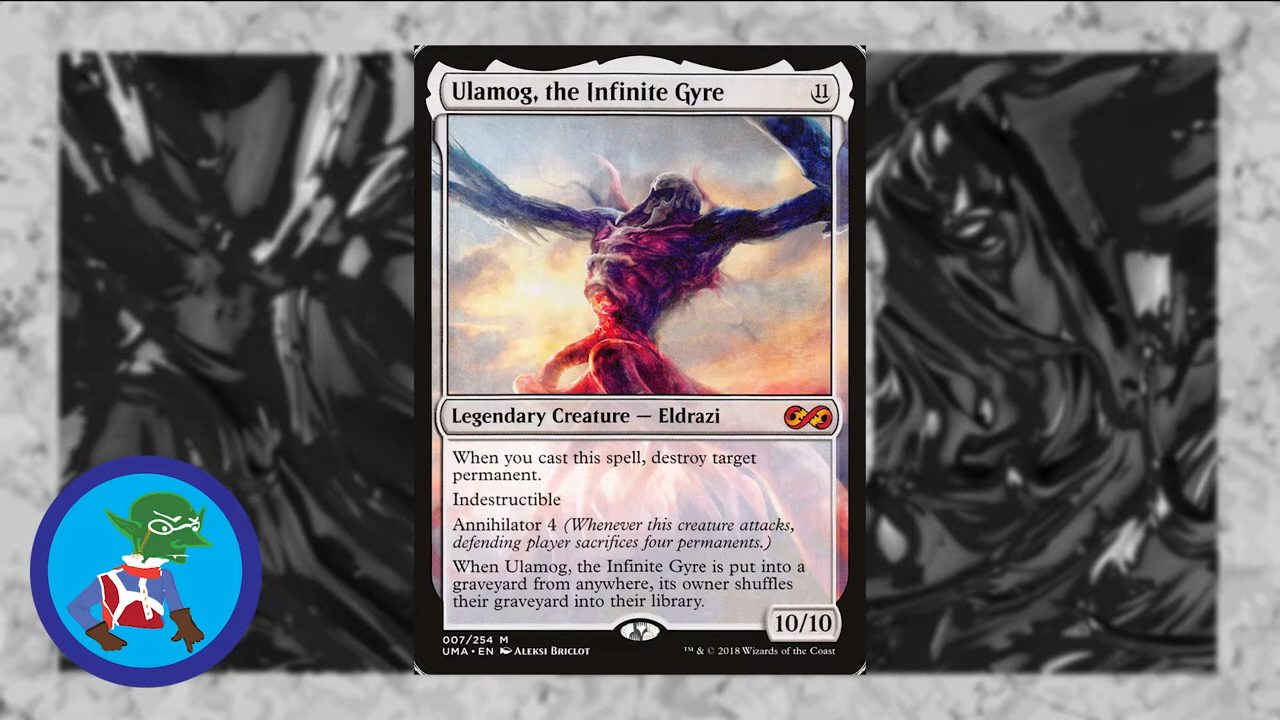 Ulamog, the Infinite Gyre 11
Legendary Creature — Eldrazi
When you cast this spell, destroy target
permanent.
Indestructible
Annihilator 4 (Whenever this creature attacks,
defending player sacrifices four permanents.)
When Ulamog, the Infinite Gyre is put into a
graveyard from anywhere, its owner shuffles
their graveyard into their library.
10/10
007/254 M
UMA • EN Aleksi Briclot
™ & © 2018 Wizards of the Coast